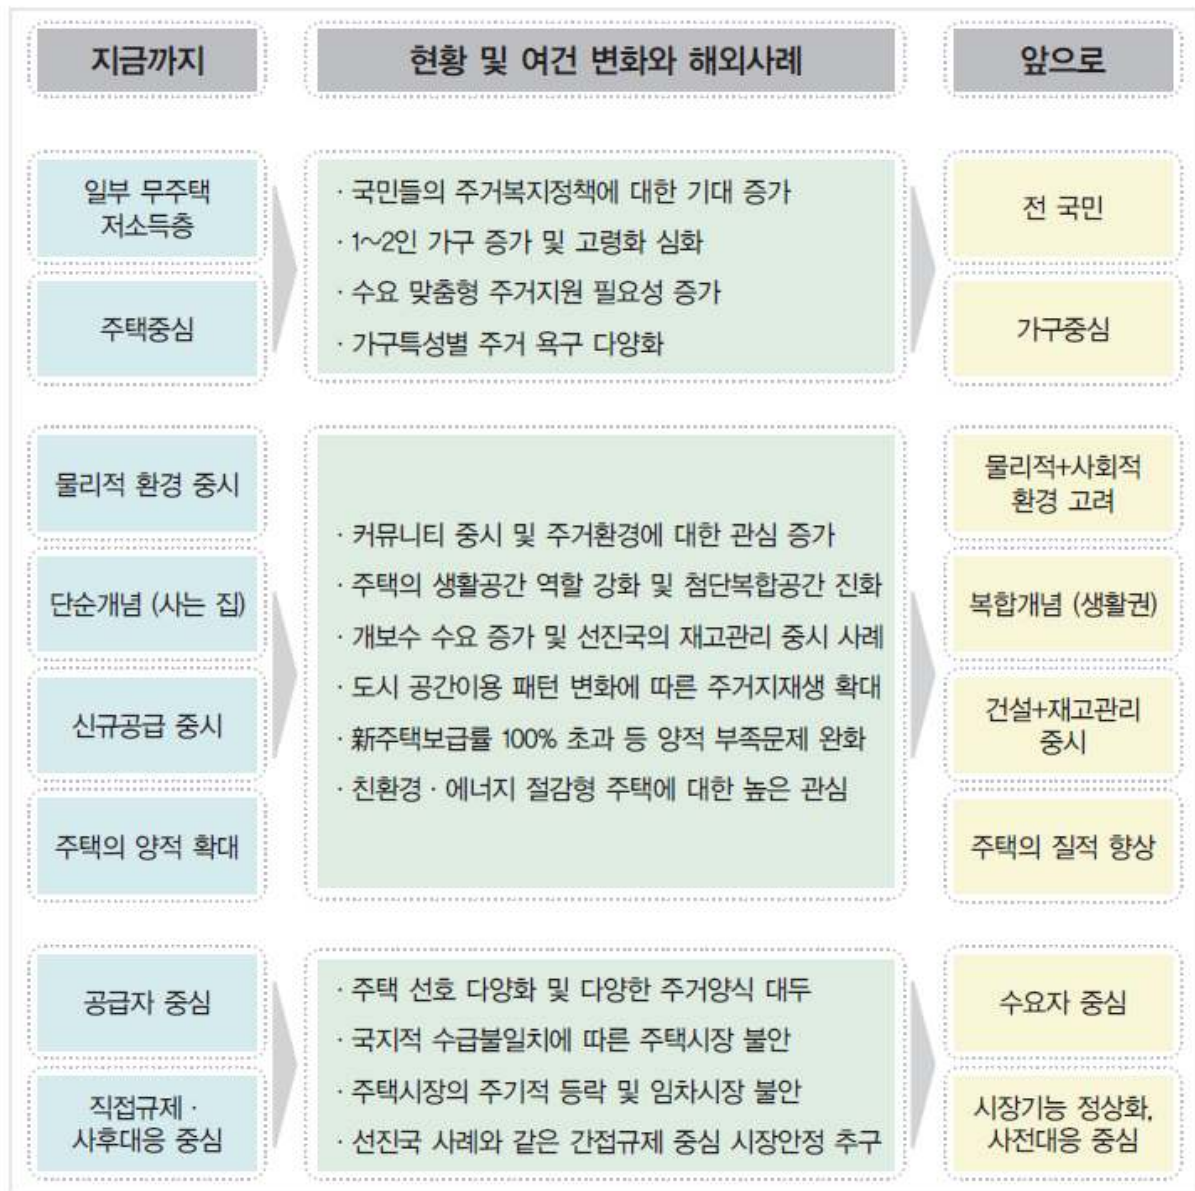 지금까지
현황 및 여건 변화와 해외사례
앞으로
일부 무주택
저소득층
주택중심
· 국민들의 주거복지정책에 대한 기대 증가
· 1~2인 가구 증가 및 고령화 심화
· 수요 맞춤형 주거지원 필요성 증가
· 가구특성별 주거 욕구 다양화
전 국민
가구중심
물리적 환경 중시
단순개념 (사는 집)
신규공급 중시
주택의 양적 확대
· 커뮤니티 중시 및 주거환경에 대한 관심 증가
· 주택의 생활공간 역할 강화 및 첨단복합공간 진화
· 개보수 수요 증가 및 선진국의 재고관리 중시 사례
· 도시 공간이용 패턴 변화에 따른 주거지재생 확대
· 新주택보급률 100% 초과 등 양적 부족문제 완화
· 친환경 · 에너지 절감형 주택에 대한 높은 관심
물리적+사회적
환경 고려
복합개념 (생활권)
건설+재고관리
중시
주택의 질적 향상
공급자 중심
직접규제 ·
사후대응 중심
· 주택 선호 다양화 및 다양한 주거양식 대두
· 국지적 수급불일치에 따른 주택시장 불안
· 주택시장의 주기적 등락 및 임차시장 불안
· 선진국 사례와 같은 간접규제 중심 시장안정 추구
수요자 중심
시장기능 정상화,
사전대응 중심